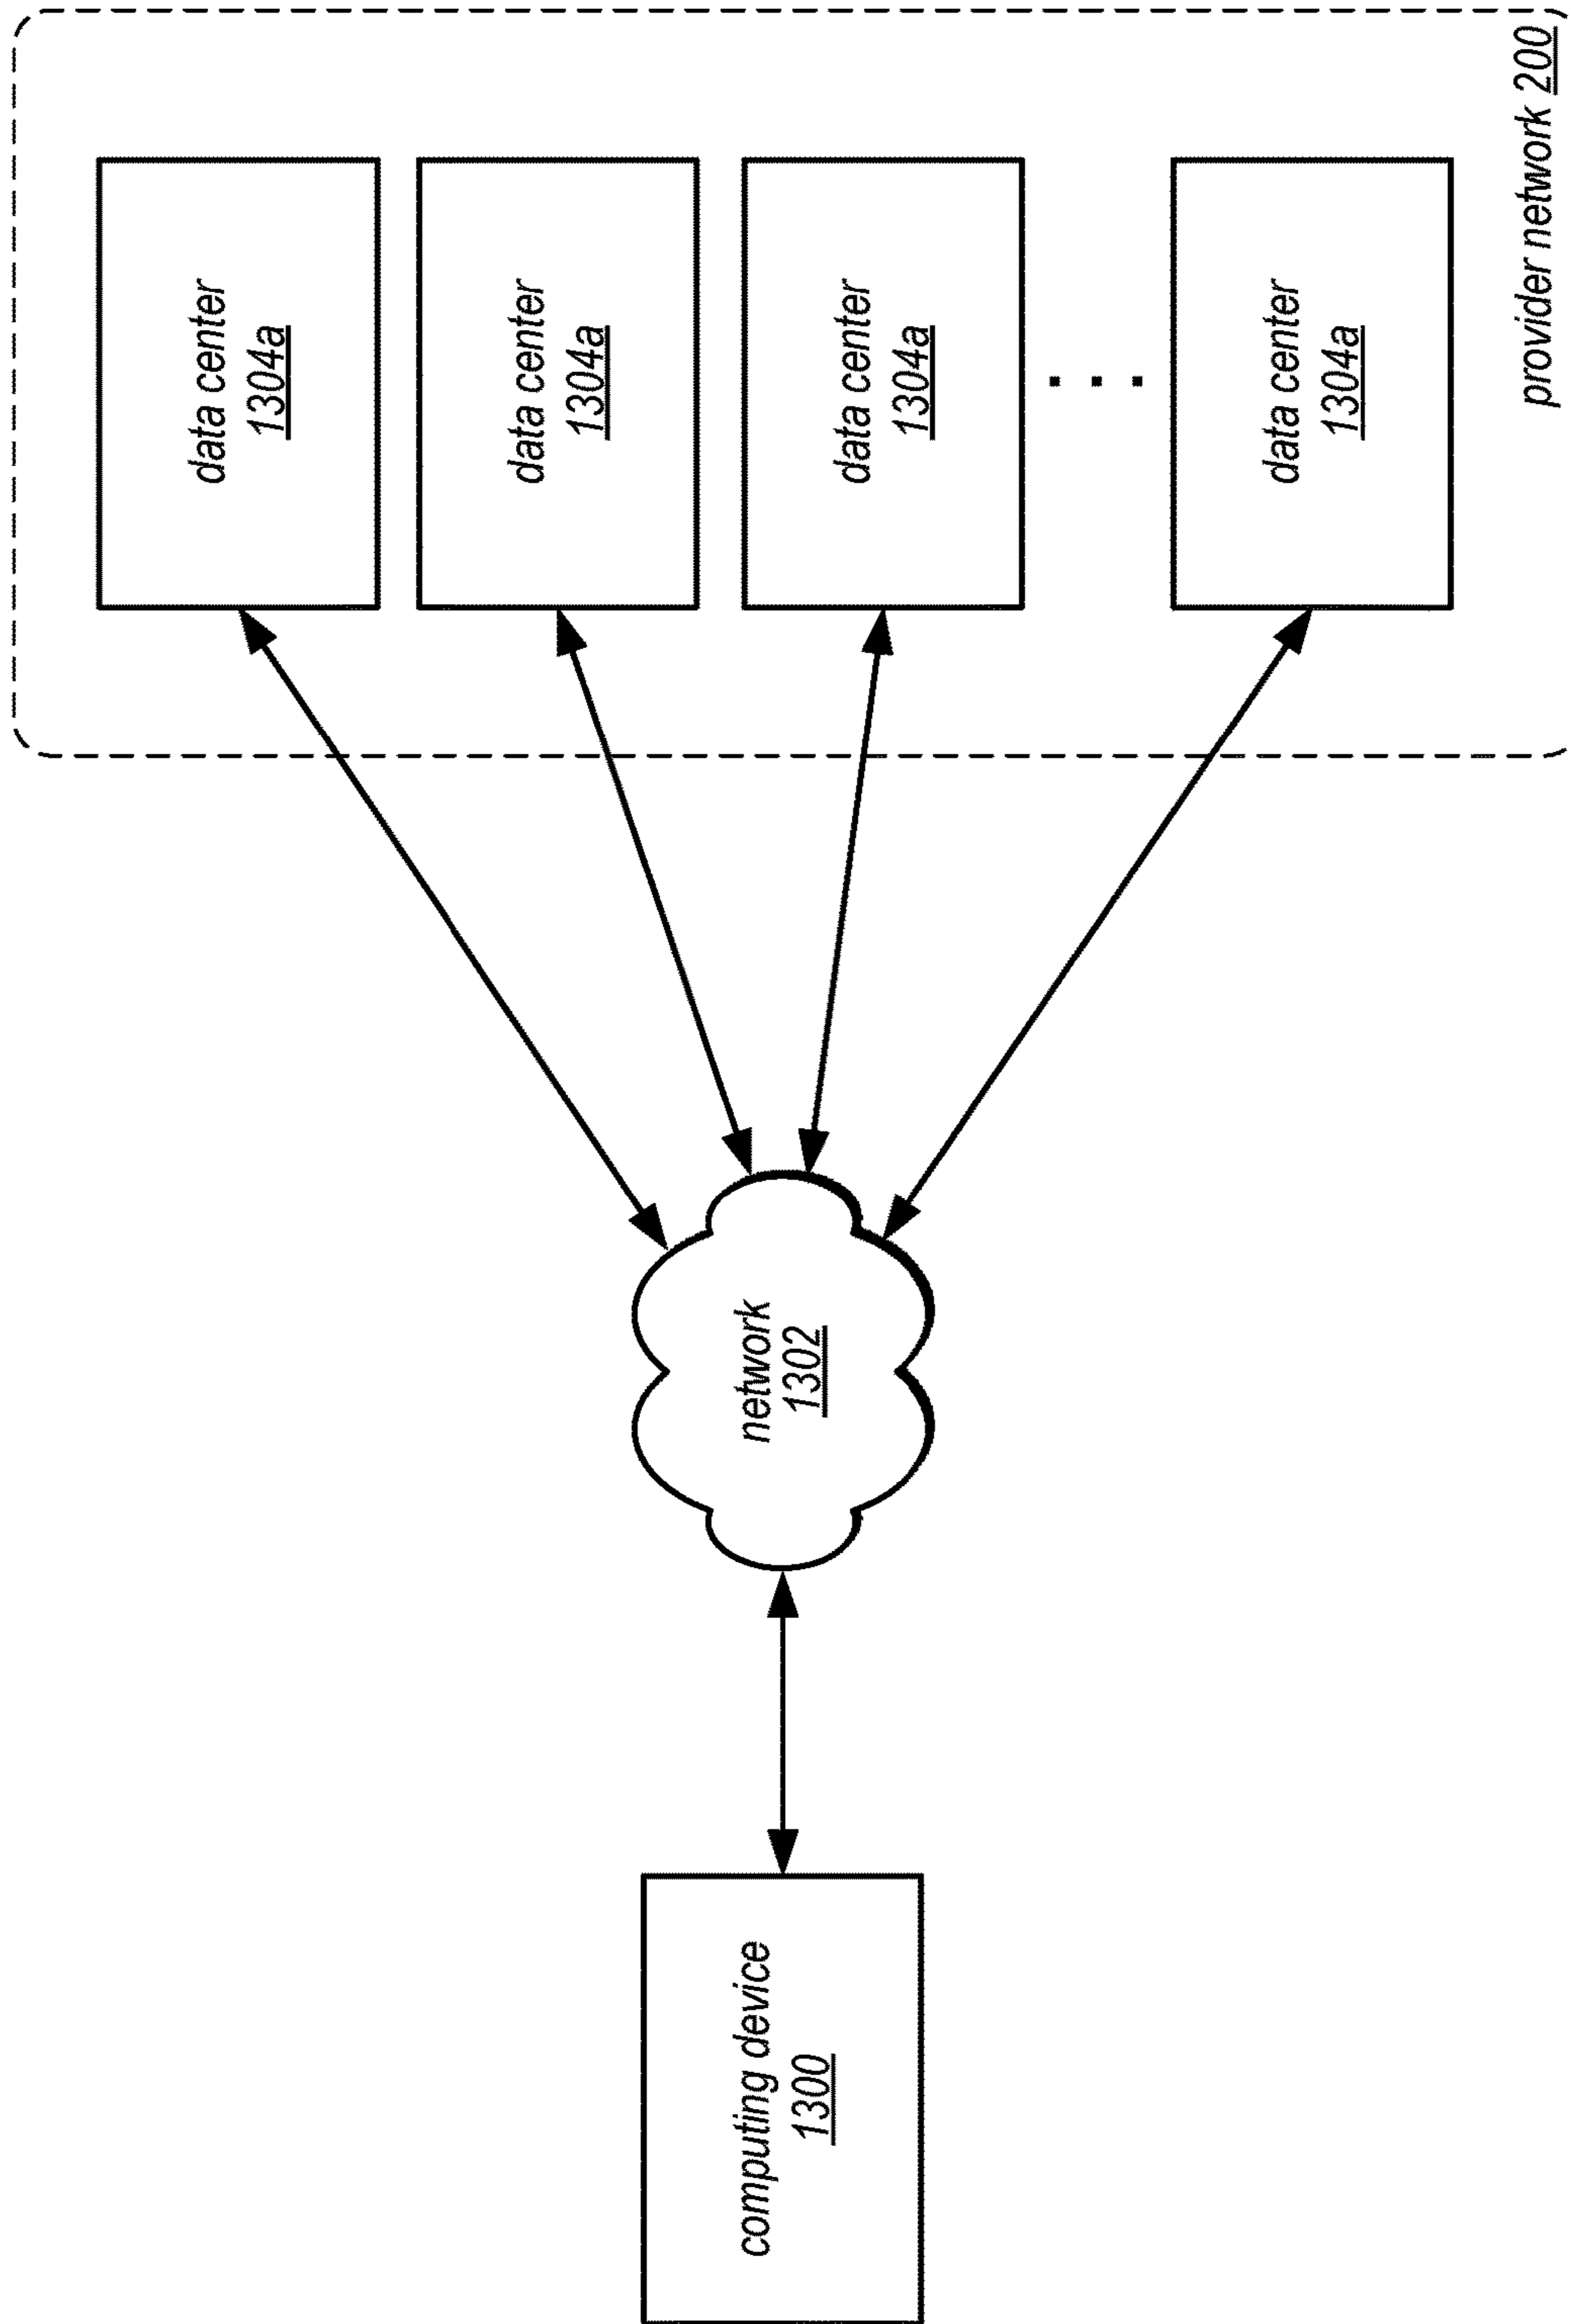 data center
1304a
data center
1304a
data center
1304a
. . .
data center
1304a
provider network 200
network
1302
computing device
1300